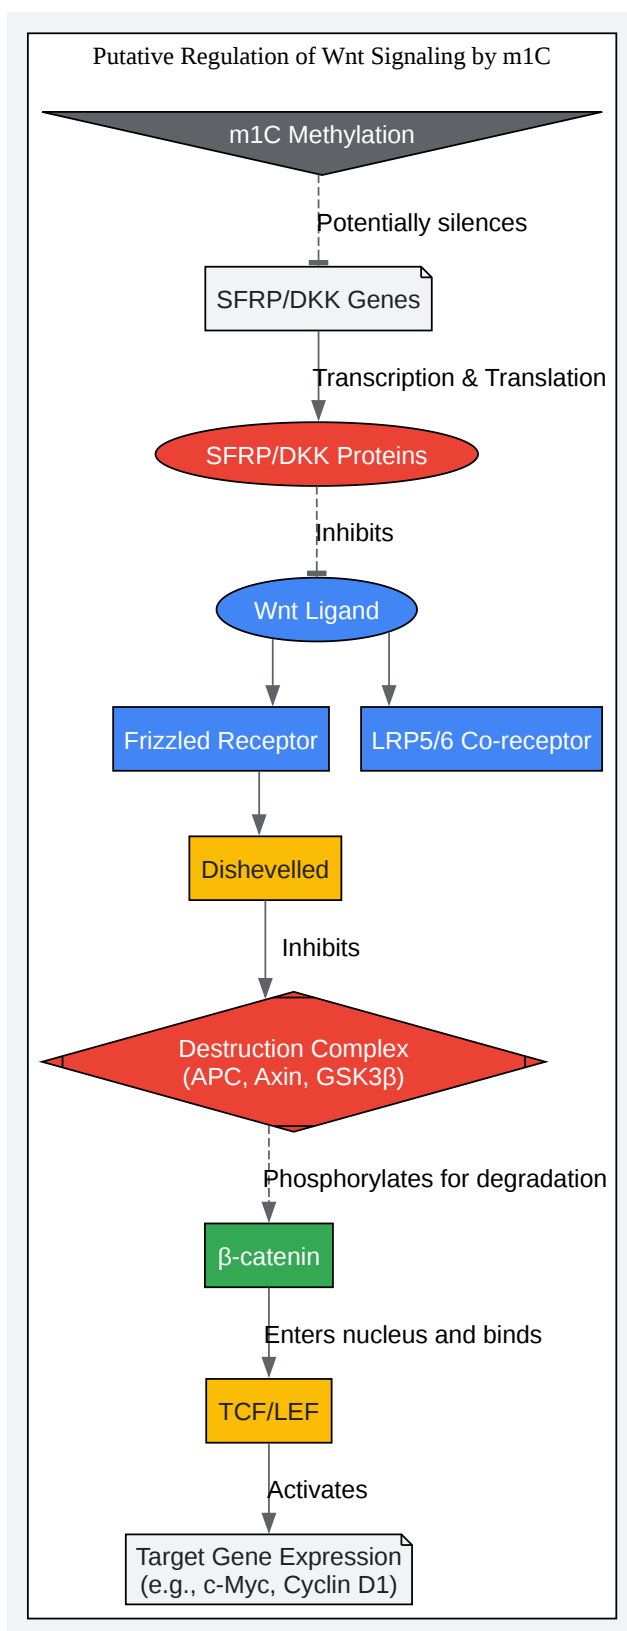 Putative Regulation of Wnt Signaling by m1C
m1C Methylation
Potentially silences
SFRP/DKK Genes
Transcription & Translation
SFRP/DKK Proteins
Inhibits
Wnt Ligand
Frizzled Receptor
LRP5/6 Co-receptor
Dishevelled
Inhibits
Destruction Complex
(APC, Axin, GSK3β)
Phosphorylates for degradation
β-catenin
Enters nucleus and binds
TCF/LEF
Activates
Target Gene Expression
(e.g., c-Myc, Cyclin D1)